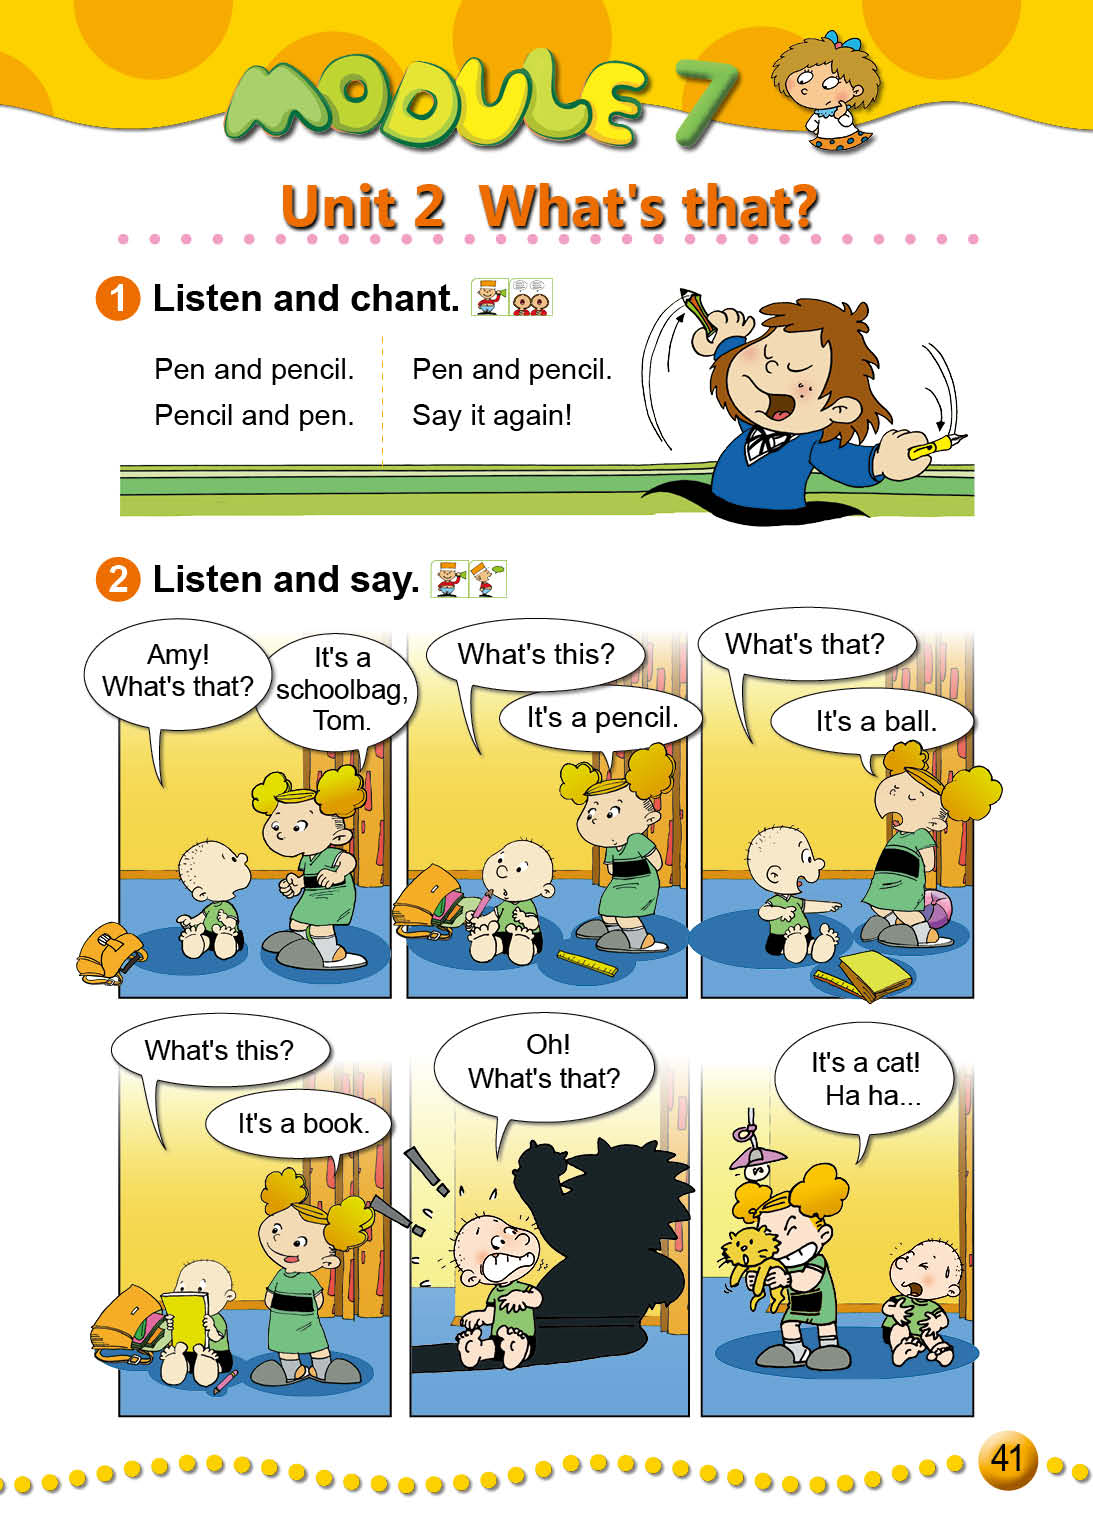 MODULE 7
Unit 2 What's that?
1 Listen and chant.
Pen and pencil.
Pencil and pen.
Pen and pencil.
Say it again!
2 Listen and say.
Amy!
What's that?
It's a
schoolbag,
Tom.
What's this?
It's a pencil.
What's that?
It's a ball.
What's this?
It's a book.
Oh!
What's that?
It's a cat!
Ha ha...
41